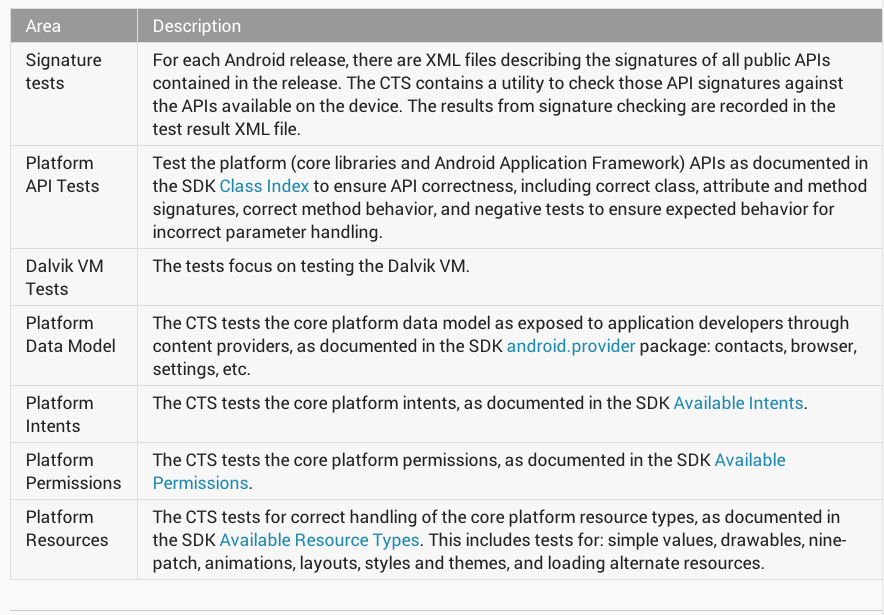 Area Description
Signature tests
For each Android release, there are XML files describing the signatures of all public APIs
contained in the release. The CTS contains a utility to check those API signatures against
the APIs available on the device. The results from signature checking are recorded in the
test result XML file.
Platform API Tests
Test the platform (core libraries and Android Application Framework) APIs as documented in
the SDK Class Index to ensure API correctness, including correct class, attribute and method
signatures, correct method behavior, and negative tests to ensure expected behavior for
incorrect parameter handling.
Dalvik VM Tests
The tests focus on testing the Dalvik VM.
Platform Data Model
The CTS tests the core platform data model as exposed to application developers through
content providers, as documented in the SDK android.provider package: contacts, browser,
settings, etc.
Platform Intents
The CTS tests the core platform intents, as documented in the SDK Available Intents.
Platform Permissions
The CTS tests the core platform permissions, as documented in the SDK Available
Permissions.
Platform Resources
The CTS tests for correct handling of the core platform resource types, as documented in
the SDK Available Resource Types. This includes tests for: simple values, drawables, nine-
patch, animations, layouts, styles and themes, and loading alternate resources.